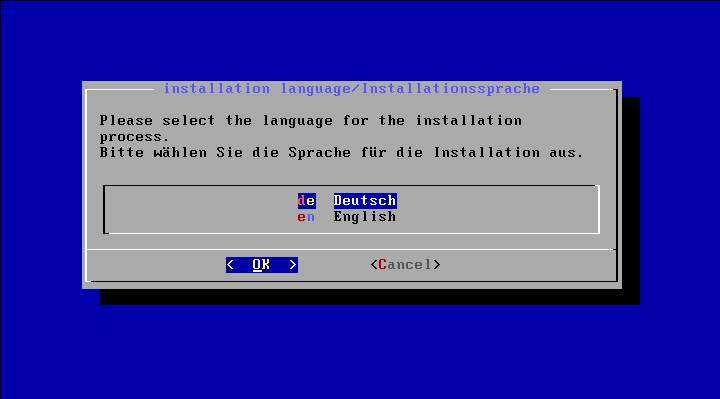 installation language/Installationssprache
Please select the language for the installation
process.
Bitte wählen Sie die Sprache für die Installation aus.
de Deutsch
en English
< OK > <Cancel>